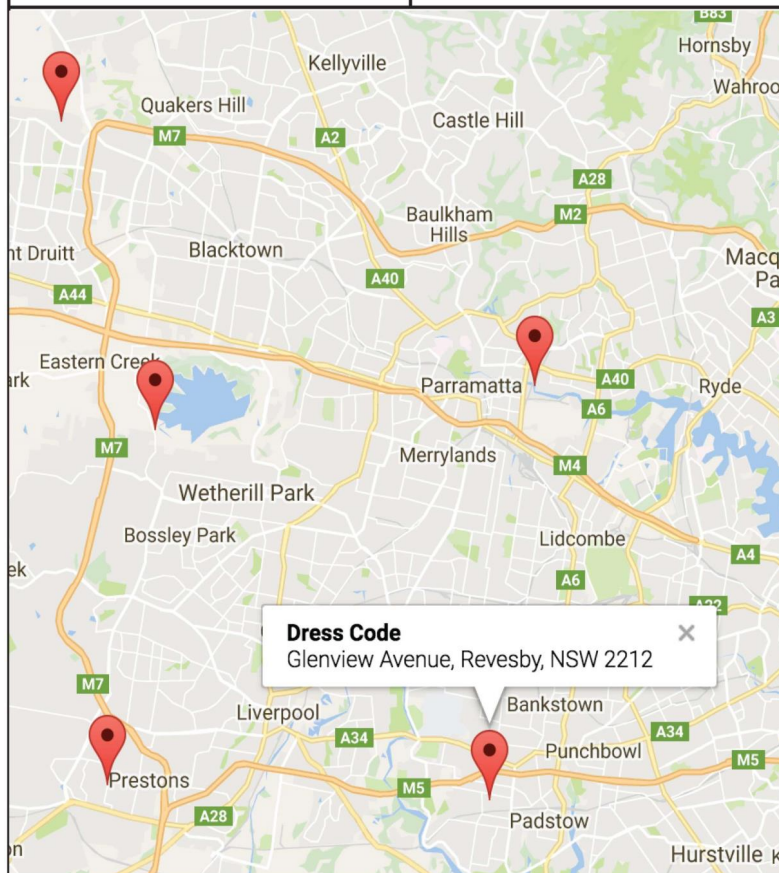 B83
Hornsby
Kellyville
Wahroo
Quakers Hill
Castle Hill
M7
A2
A28
Baulkham
Hills
M2
nt Druitt
Blacktown
Macq
Pa
A40
A44
A3
Eastern Creek
ark
Parramatta
A40
Ryde
A6
M7
Merrylands
M4
Wetherill Park
Bossley Park
Lidcombe
A4
ek
A6
A22
Dress Code
Glenview Avenue, Revesby, NSW 2212
M7
Bankstown
Liverpool
A34
A34
Punchbowl
M5
Prestons
M5
A28
Padstow
on
Hurstville
K